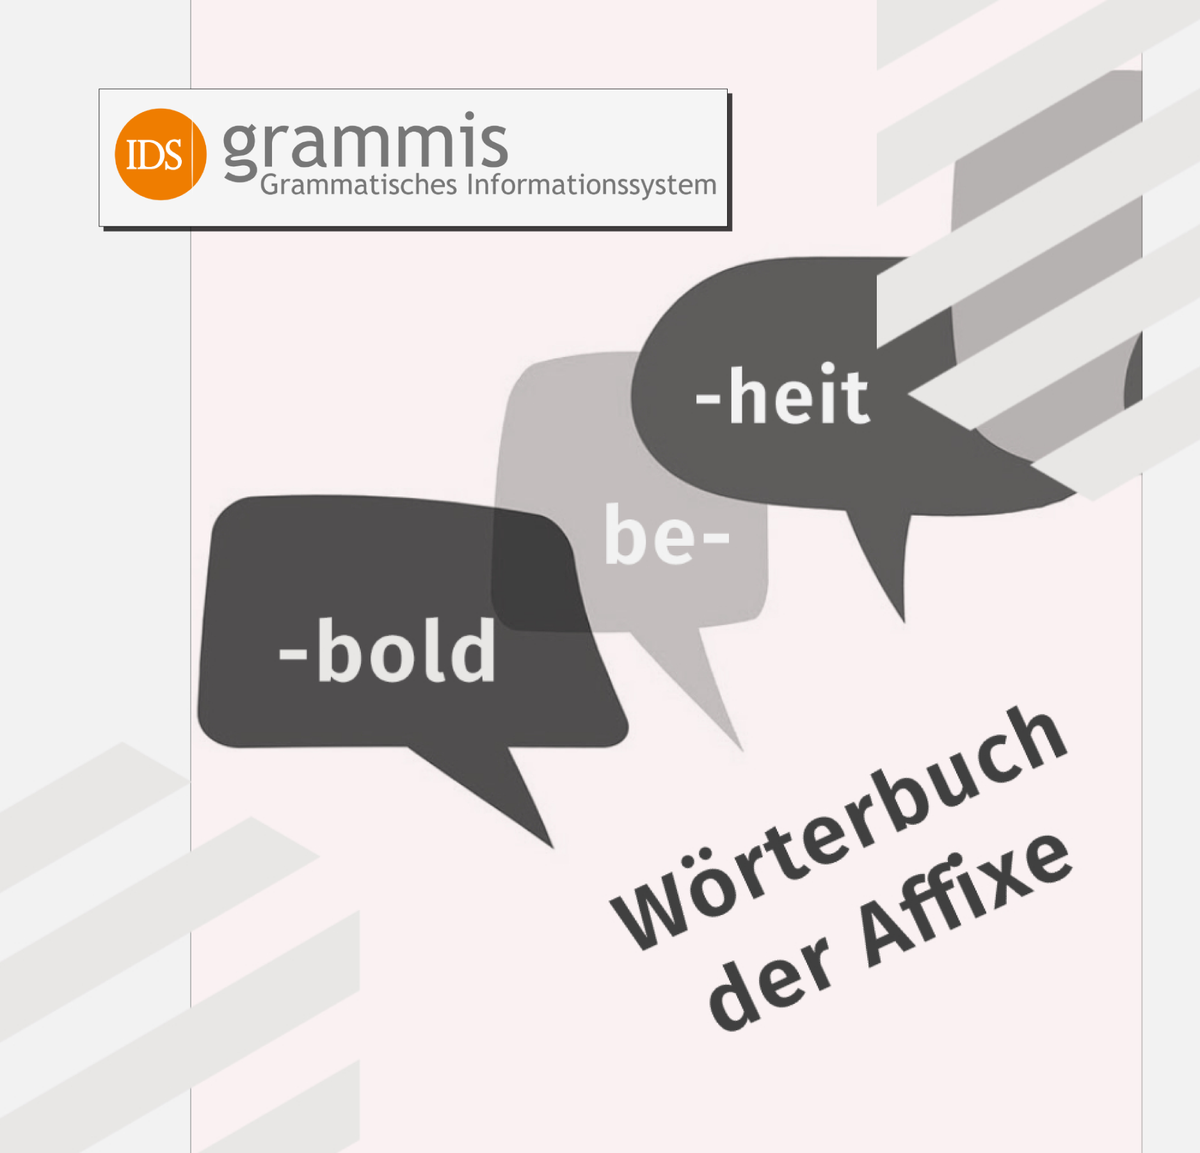 IDS
grammis
Grammatisches Informationssystem
-heit
be-
-bold
Wörterbuch
der Affixe